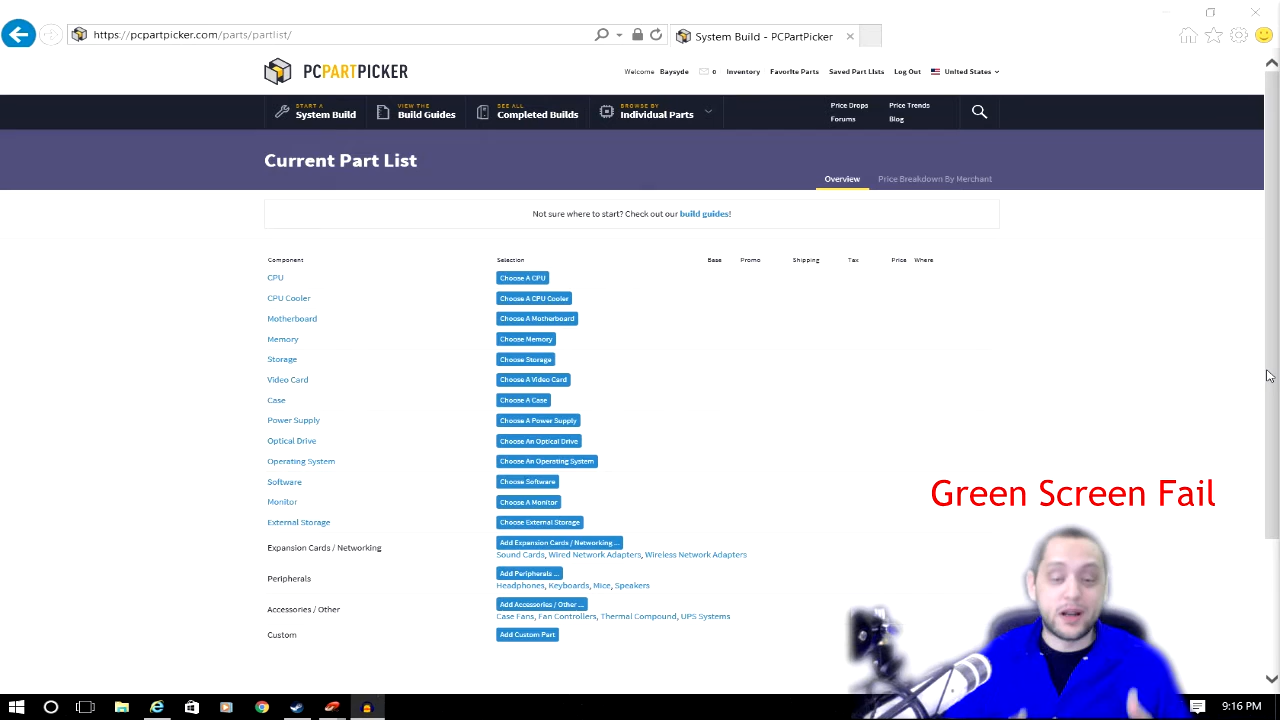 https://pcpartpicker.com/parts/partlist/
System Build - PCPartPicker
PCPARTPICKER
Welcome Baysyde 0 Inventory Favorite Parts Saved Part Lists Log Out United States
START A
System Build
VIEW THE
Build Guides
SEE ALL
Completed Builds
BROWSE BY
Individual Parts
Price Drops Price Trends
Forums Blog
Current Part List
Overview Price Breakdown By Merchant
Not sure where to start? Check out our build guides!
Component Selection Base Promo Shipping Tax Price Where
CPU Choose A CPU
CPU Cooler Choose A CPU Cooler
Motherboard Choose A Motherboard
Memory Choose Memory
Storage Choose Storage
Video Card Choose A Video Card
Case Choose A Case
Power Supply Choose A Power Supply
Optical Drive Choose An Optical Drive
Operating System Choose An Operating System
Software Choose Software
Monitor Choose A Monitor
External Storage Choose External Storage
Expansion Cards / Networking Add Expansion Cards / Networking ...
Sound Cards, Wired Network Adapters, Wireless Network Adapters
Peripherals Add Peripherals ...
Headphones, Keyboards, Mice, Speakers
Accessories / Other Add Accessories / Other ...
Case Fans, Fan Controllers, Thermal Compound, UPS Systems
Custom Add Custom Part
Green Screen Fail
9:16 PM